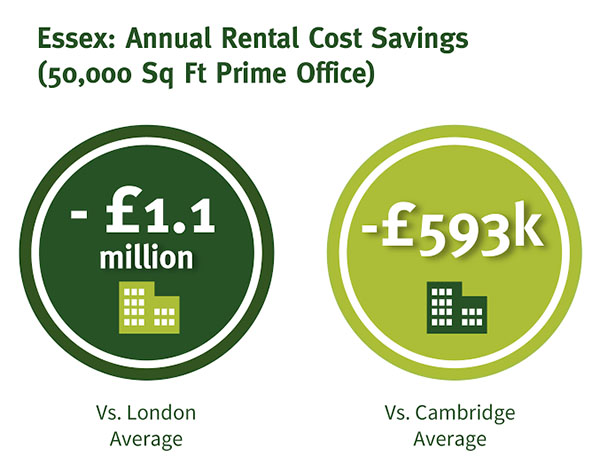 Essex: Annual Rental Cost Savings
(50,000 Sq Ft Prime Office)
- £1.1
million
-£593k
Vs. London
Average
Vs. Cambridge
Average